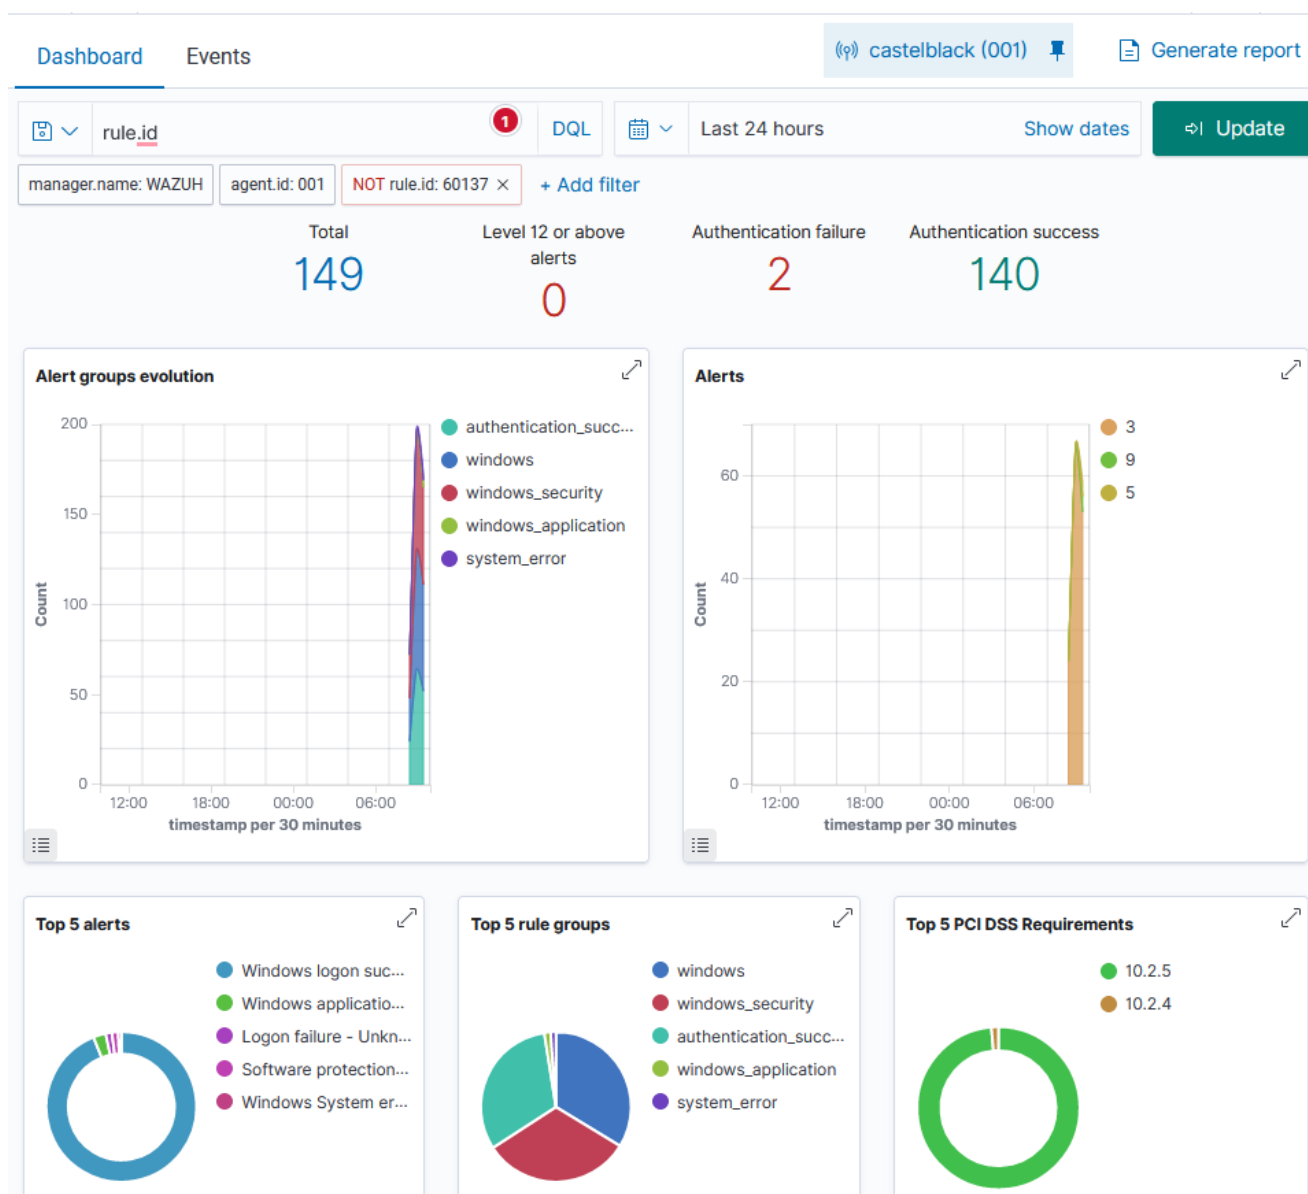 Dashboard Events castelblack (001) Generate report
rule.id 1 DQL Last 24 hours Show dates Update
manager.name: WAZUH agent.id: 001 NOT rule.id: 60137 × + Add filter
Total Level 12 or above Authentication failure Authentication success
alerts
149 0 2 140
Alert groups evolution
200
150
100
50
0
Count
12:00 18:00 00:00 06:00
timestamp per 30 minutes
authentication_succ...
windows
windows_security
windows_application
system_error
Alerts
60
40
20
0
Count
12:00 18:00 00:00 06:00
timestamp per 30 minutes
3
9
5
Top 5 alerts
Windows logon suc...
Windows applicatio...
Logon failure - Unkn...
Software protection...
Windows System er...
Top 5 rule groups
windows
windows_security
authentication_succ...
windows_application
system_error
Top 5 PCI DSS Requirements
10.2.5
10.2.4